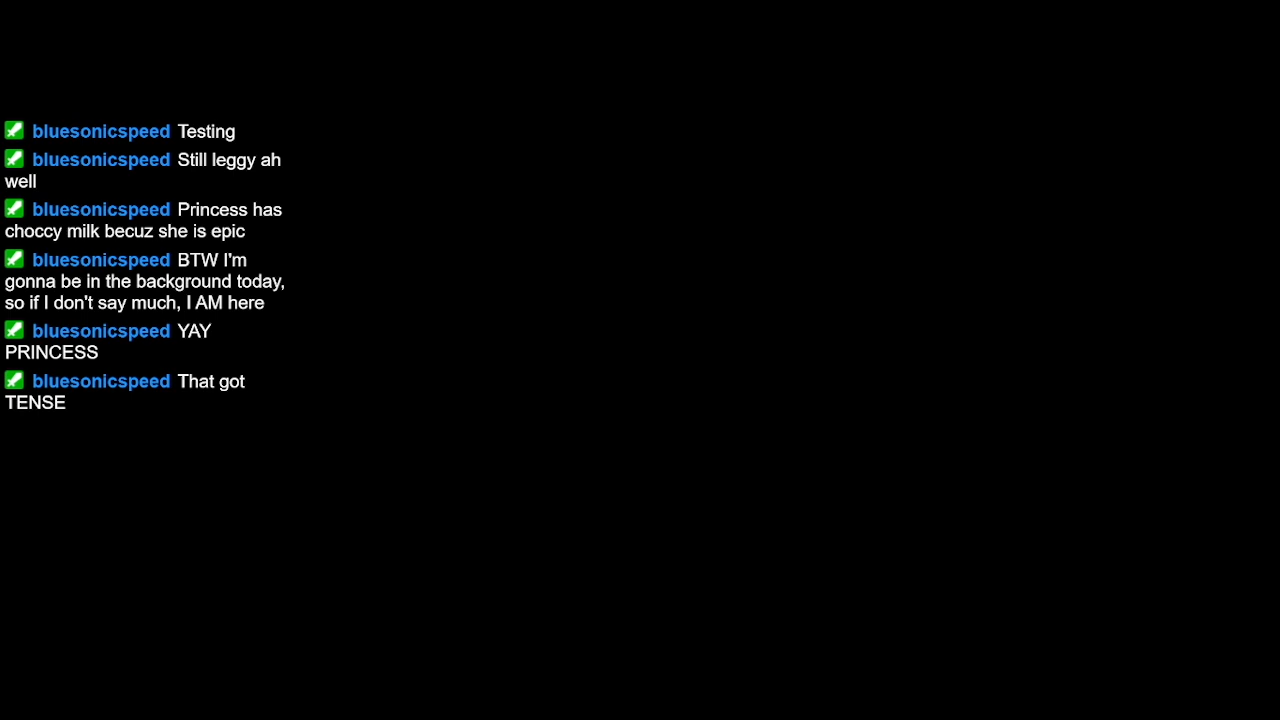 bluesonicspeed Testing
bluesonicspeed Still leggy ah
well
bluesonicspeed Princess has
choccy milk becuz she is epic
bluesonicspeed BTW I'm
gonna be in the background today,
so if I don't say much, I AM here
bluesonicspeed YAY
PRINCESS
bluesonicspeed That got
TENSE